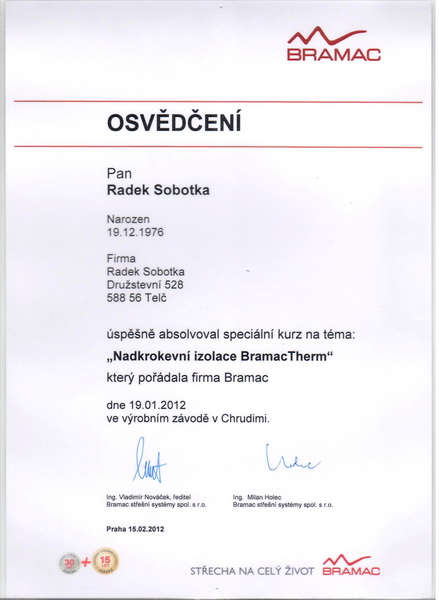 BRAMAC
OSVĚDČENÍ
Pan
Radek Sobotka
Narozen
19.12.1976
Firma
Radek Sobotka
Družstevní 528
588 56 Telč
úspěšně absolvoval speciální kurz na téma:
„Nadkrokevní izolace BramacTherm“
který pořádala firma Bramac
dne 19.01.2012
ve výrobním závodě v Chrudimi.
Ing. Vladimír Nováček, ředitel
Bramac střešní systémy spol. s r.o.
Ing. Milan Holec
Bramac střešní systémy spol. s r.o.
Praha 15.02.2012
30 + 15
STŘECHA NA CELÝ ŽIVOT BRAMAC